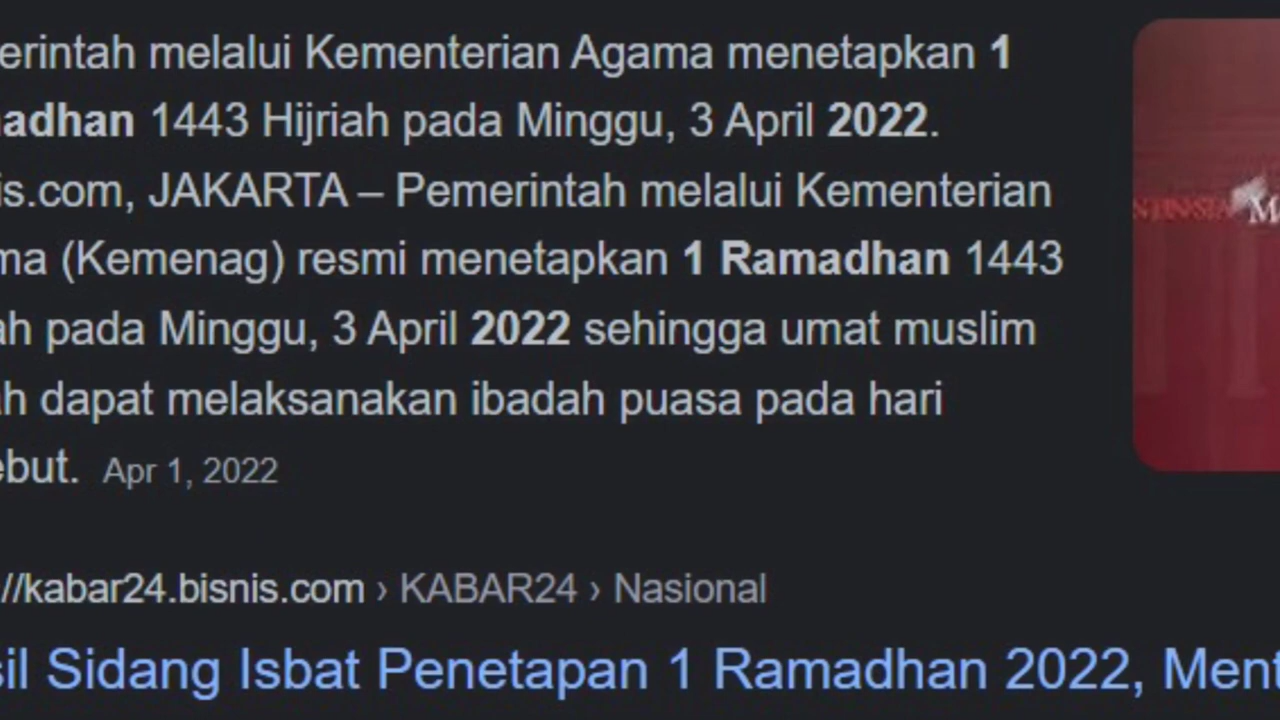 erintah melalui Kementerian Agama menetapkan 1
adhan 1443 Hijriah pada Minggu, 3 April 2022.
is.com, JAKARTA – Pemerintah melalui Kementerian
ma (Kemenag) resmi menetapkan 1 Ramadhan 1443
ah pada Minggu, 3 April 2022 sehingga umat muslim
h dapat melaksanakan ibadah puasa pada hari
ebut. Apr 1, 2022
//kabar24.bisnis.com › KABAR24 › Nasional
sil Sidang Isbat Penetapan 1 Ramadhan 2022, Ment